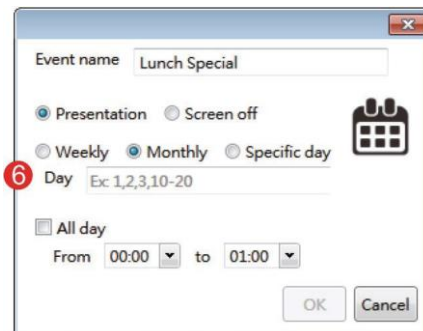 Event name Lunch Special
Presentation Screen off
Weekly Monthly Specific day
6 Day Ex: 1,2,3,10-20
All day
From 00:00 to 01:00
OK Cancel